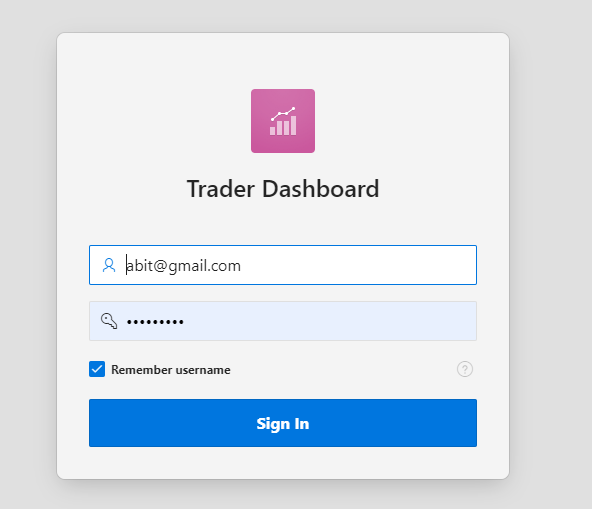 Trader Dashboard
abit@gmail.com
•••••••••
Remember username
?
Sign In